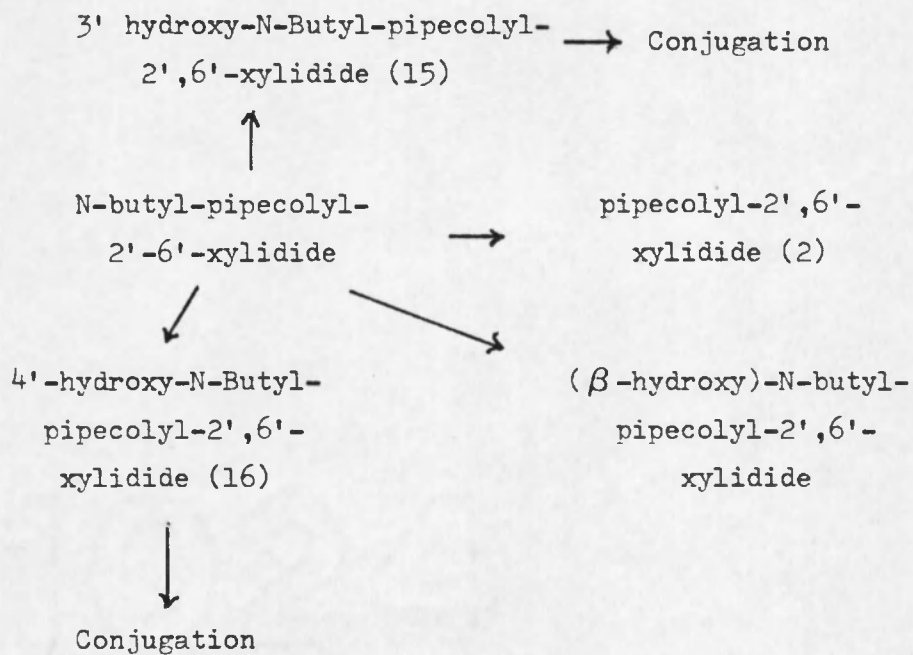 3' hydroxy-N-Butyl-pipecolyl-
2',6'-xylidide (15)
Conjugation
N-butyl-pipecolyl-
2'-6'-xylidide
pipecolyl-2',6'-
xylidide (2)
4'-hydroxy-N-Butyl-
pipecolyl-2',6'-
xylidide (16)
(β-hydroxy)-N-butyl-
pipecolyl-2',6'-
xylidide
Conjugation